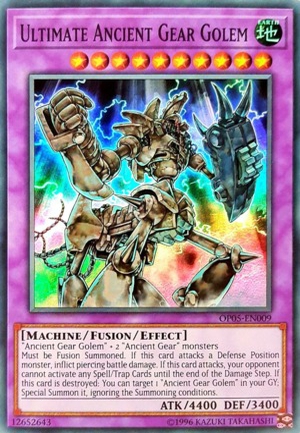 ULTIMATE ANCIENT GEAR GOLEM
EARTH
地
OP05-EN009
[MACHINE/FUSION/EFFECT]
"Ancient Gear Golem" + 2 "Ancient Gear" monsters
Must be Fusion Summoned. If this card attacks a Defense Position
monster, inflict piercing battle damage. If this card attacks, your opponent
cannot activate any Spell/Trap Cards until the end of the Damage Step. If
this card is destroyed: You can target 1 "Ancient Gear Golem" in your GY;
Special Summon it, ignoring the Summoning conditions.
ATK/4400 DEF/3400
12652643
©1996 KAZUKI TAKAHASHI